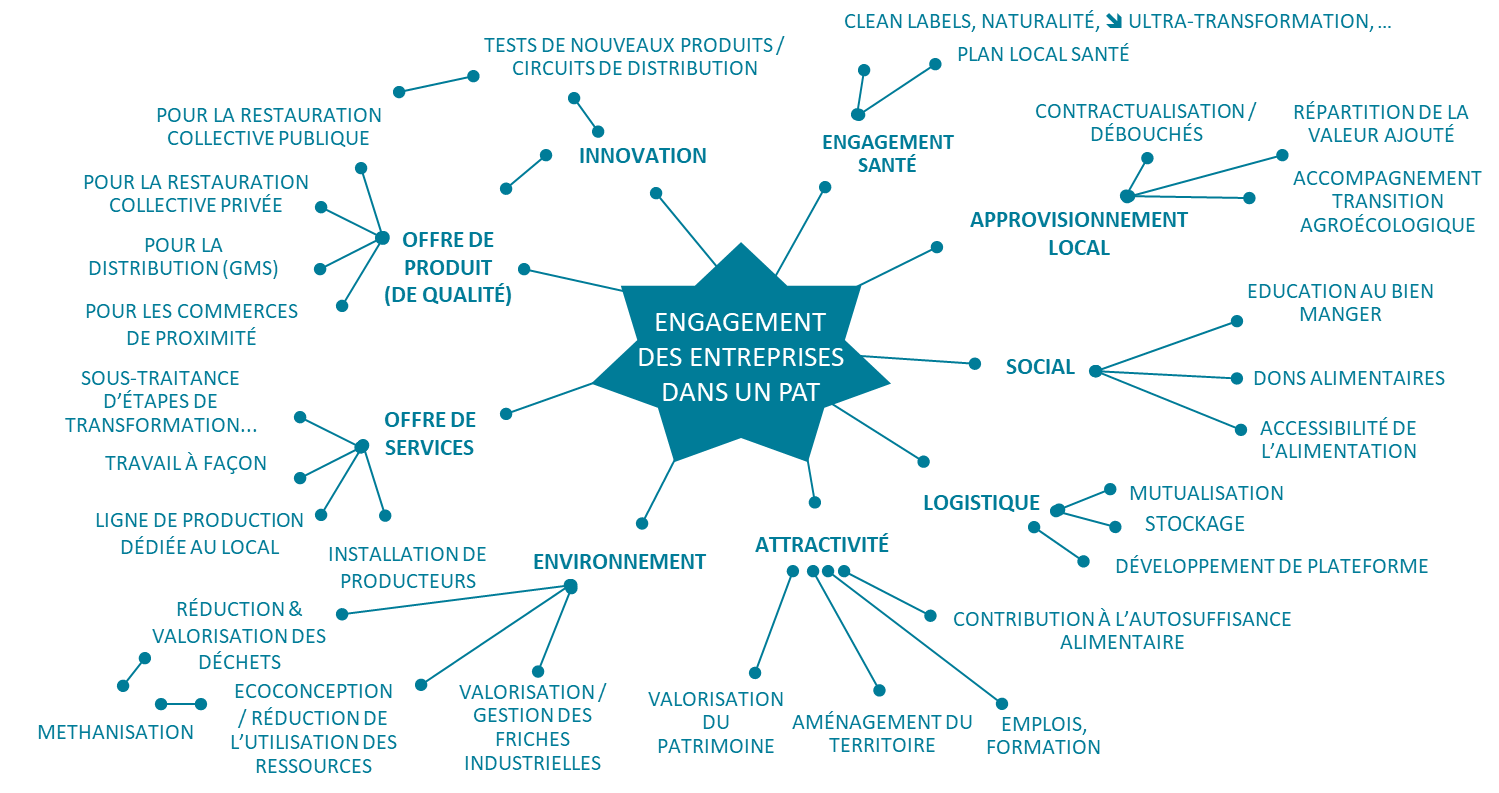 CLEAN LABELS, NATURALITÉ, ↘ ULTRA-TRANSFORMATION, ...
PLAN LOCAL SANTÉ
TESTS DE NOUVEAUX PRODUITS /
CIRCUITS DE DISTRIBUTION
INNOVATION
ENGAGEMENT
SANTÉ
CONTRACTUALISATION /
DÉBOUCHÉS
RÉPARTITION DE LA
VALEUR AJOUTÉ
ACCOMPAGNEMENT
TRANSITION
AGROÉCOLOGIQUE
APPROVISIONNEMENT
LOCAL
POUR LA RESTAURATION
COLLECTIVE PUBLIQUE
POUR LA RESTAURATION
COLLECTIVE PRIVÉE
POUR LA
DISTRIBUTION (GMS)
POUR LES COMMERCES
DE PROXIMITÉ
OFFRE DE
PRODUIT
(DE QUALITÉ)
ENGAGEMENT
DES ENTREPRISES
DANS UN PAT
SOCIAL
EDUCATION AU BIEN
MANGER
DONS ALIMENTAIRES
ACCESSIBILITÉ DE
L’ALIMENTATION
SOUS-TRAITANCE
D’ÉTAPES DE
TRANSFORMATION...
TRAVAIL À FAÇON
LIGNE DE PRODUCTION
DÉDIÉE AU LOCAL
INSTALLATION DE
PRODUCTEURS
OFFRE DE
SERVICES
LOGISTIQUE
MUTUALISATION
STOCKAGE
DÉVELOPPEMENT DE PLATEFORME
ENVIRONNEMENT
RÉDUCTION &
VALORISATION DES
DÉCHETS
METHANISATION
ECOCONCEPTION
/ RÉDUCTION DE
L’UTILISATION DES
RESSOURCES
VALORISATION /
GESTION DES
FRICHES
INDUSTRIELLES
ATTRACTIVITÉ
VALORISATION
DU
PATRIMOINE
AMÉNAGEMENT DU
TERRITOIRE
EMPLOIS,
FORMATION
CONTRIBUTION À L’AUTOSUFFISANCE
ALIMENTAIRE